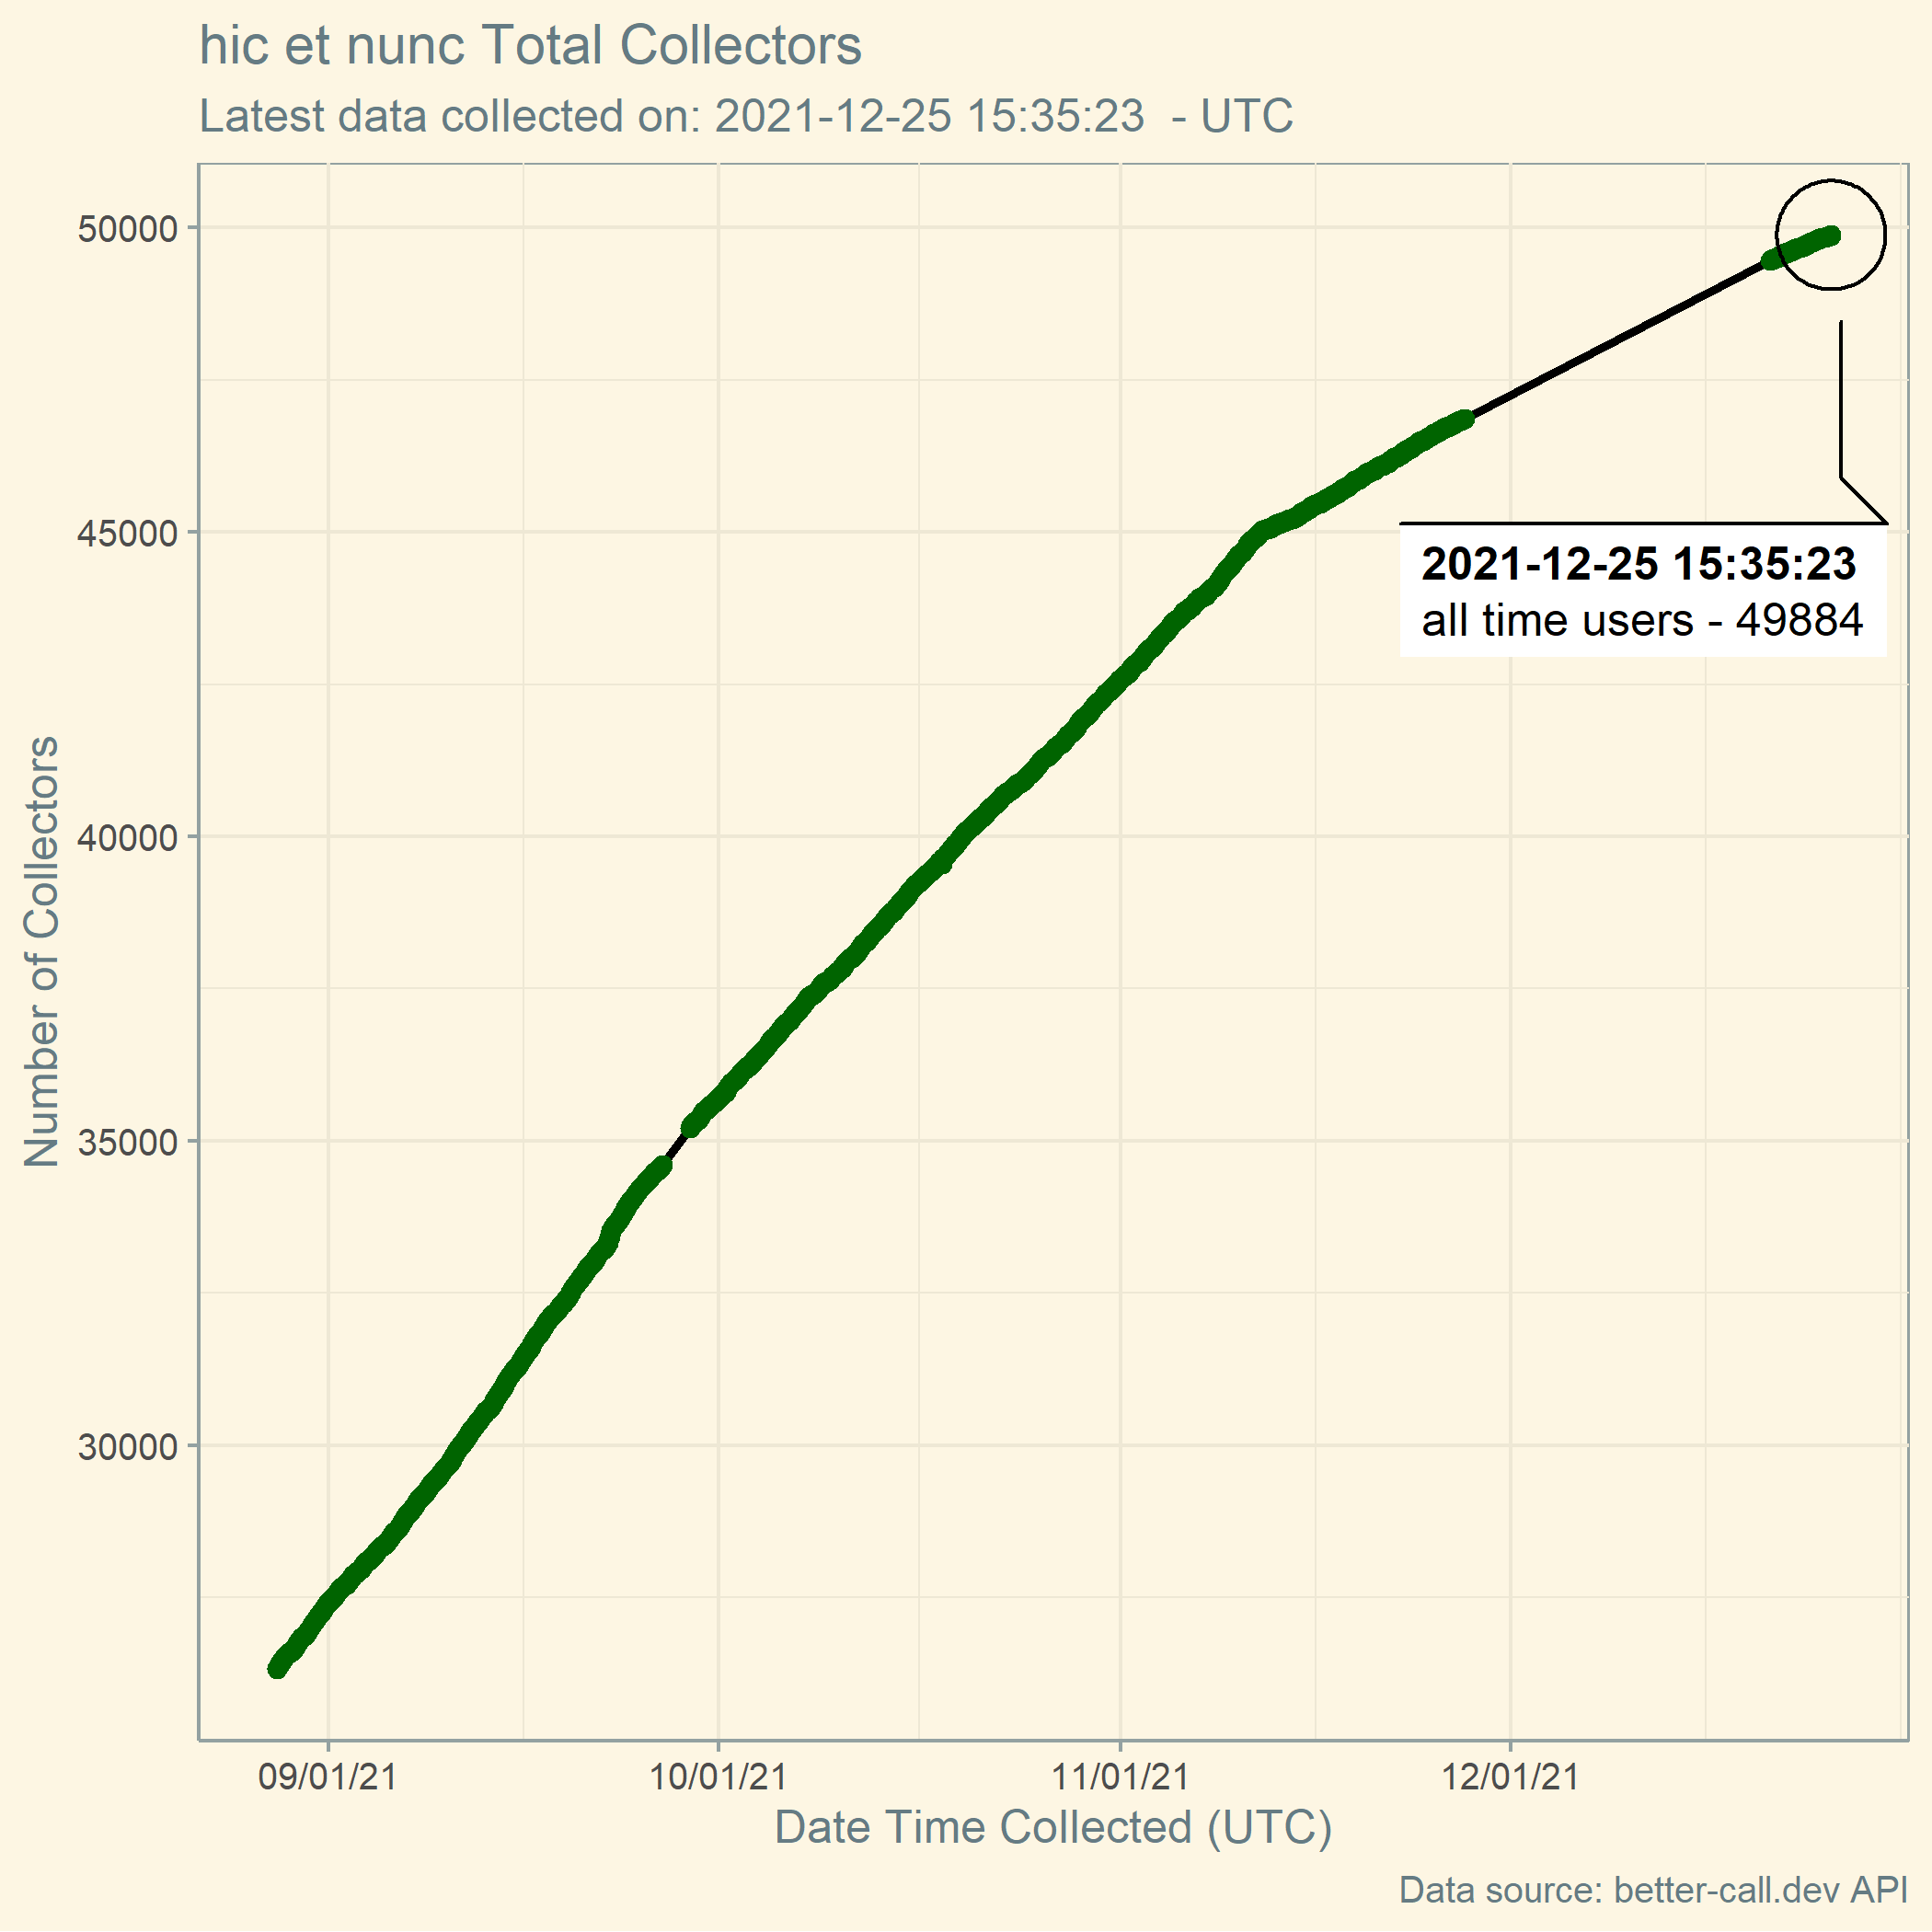 hic et nunc Total Collectors
Latest data collected on: 2021-12-25 15:35:23  - UTC
50000
45000
40000
35000
30000
Number of Collectors
2021-12-25 15:35:23
all time users - 49884
09/01/21
10/01/21
11/01/21
12/01/21
Date Time Collected (UTC)
Data source: better-call.dev API